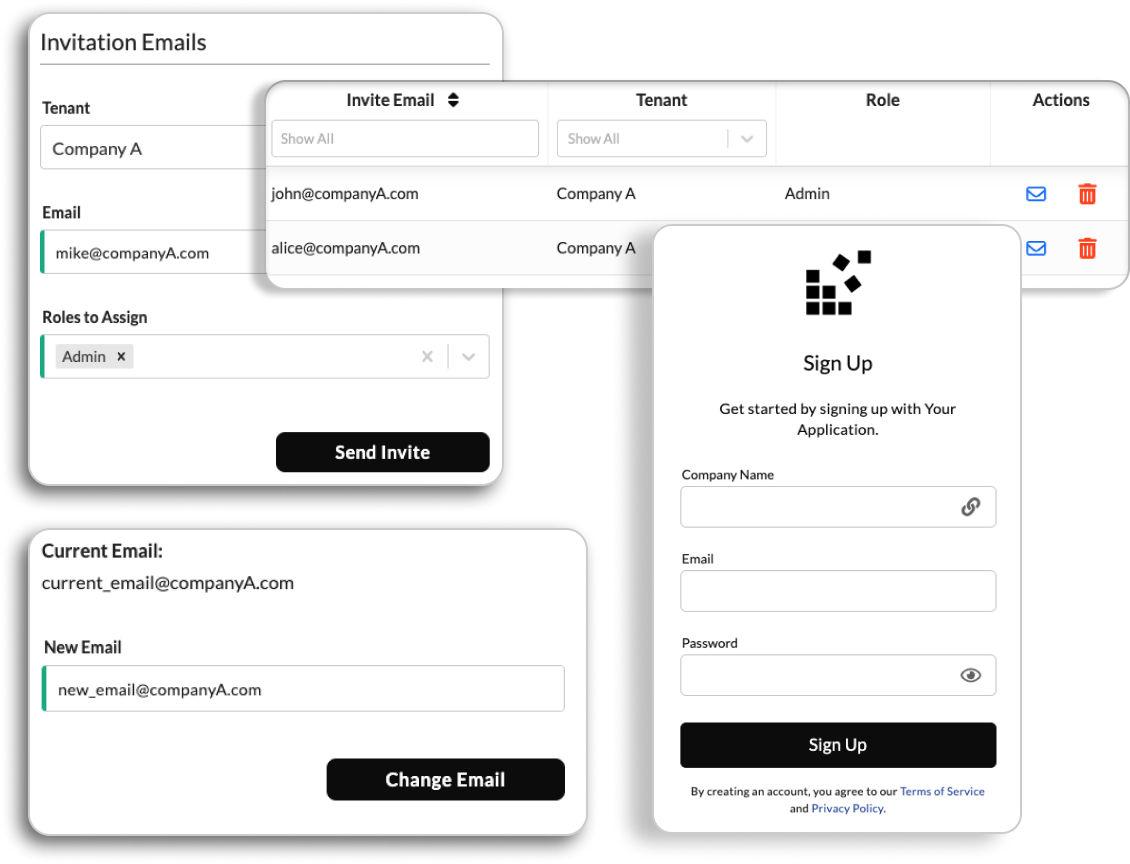 Invitation Emails
Tenant
Company A
Email
mike@companyA.com
Roles to Assign
Admin
Send Invite
Invite Email
Tenant
Role
Actions
Show All
Show All
john@companyA.com
Company A
Admin
alice@companyA.com
Company A
Current Email:
current_email@companyA.com
New Email
new_email@companyA.com
Change Email
Sign Up
Get started by signing up with Your
Application.
Company Name
Email
Password
Sign Up
By creating an account, you agree to our Terms of Service
and Privacy Policy.